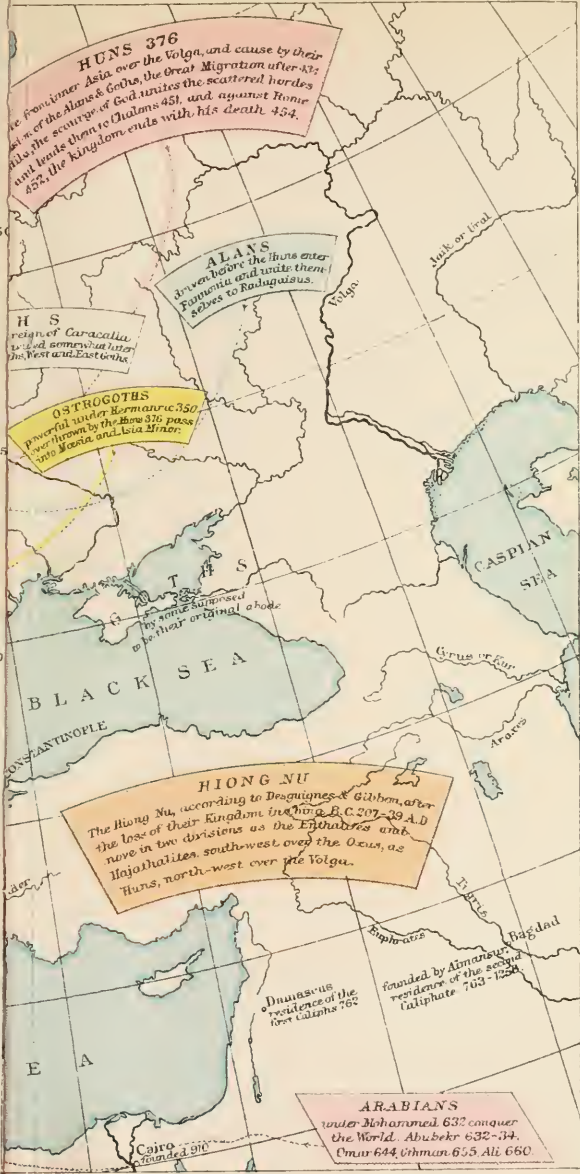 HUNS 376
from inner Asia over the Volga, and cause by their
of the Alans & Goths, the Great Migration after
the scourge of God, unites the scattered hordes
and leads them to Chalons 451, and against Rome
452, the kingdom ends with his death 454.
Jaik or Ural
ALANS
driven before the Huns enter
Pannonia and unite them-
selves to Radagaisus.
Volga
H S
reign of Caracalla
somewhat later
West and East Goths.
OSTROGOTHS
powerful under Hermanric 350
overthrown by the Huns 376 pass
into Mœsia and Asia Minor.
CASPIAN
SEA
G O T H S
by some supposed
to be their original abode
BLACK SEA
Cyrus or Kur
CONSTANTINOPLE
Araxes
HIONG NU
The Hiong Nu, according to Desguignes & Gibbon, after
the loss of their Kingdom in China B.C. 207-39 A.D
move in two divisions as the Enthalites and
Hajathalites, south-west over the Oxus, as
Huns, north-west over the Volga.
Tigris
Euphrates
Bagdad
founded by Almansur,
residence of the second
Caliphate 763-1258.
Damascus
residence of the
first Caliphs 762
E A
ARABIANS
under Mohammed 632 conquer
the World. Abubekr 632-34,
Omar 644, Othman 655, Ali 660.
Cairo
founded 970